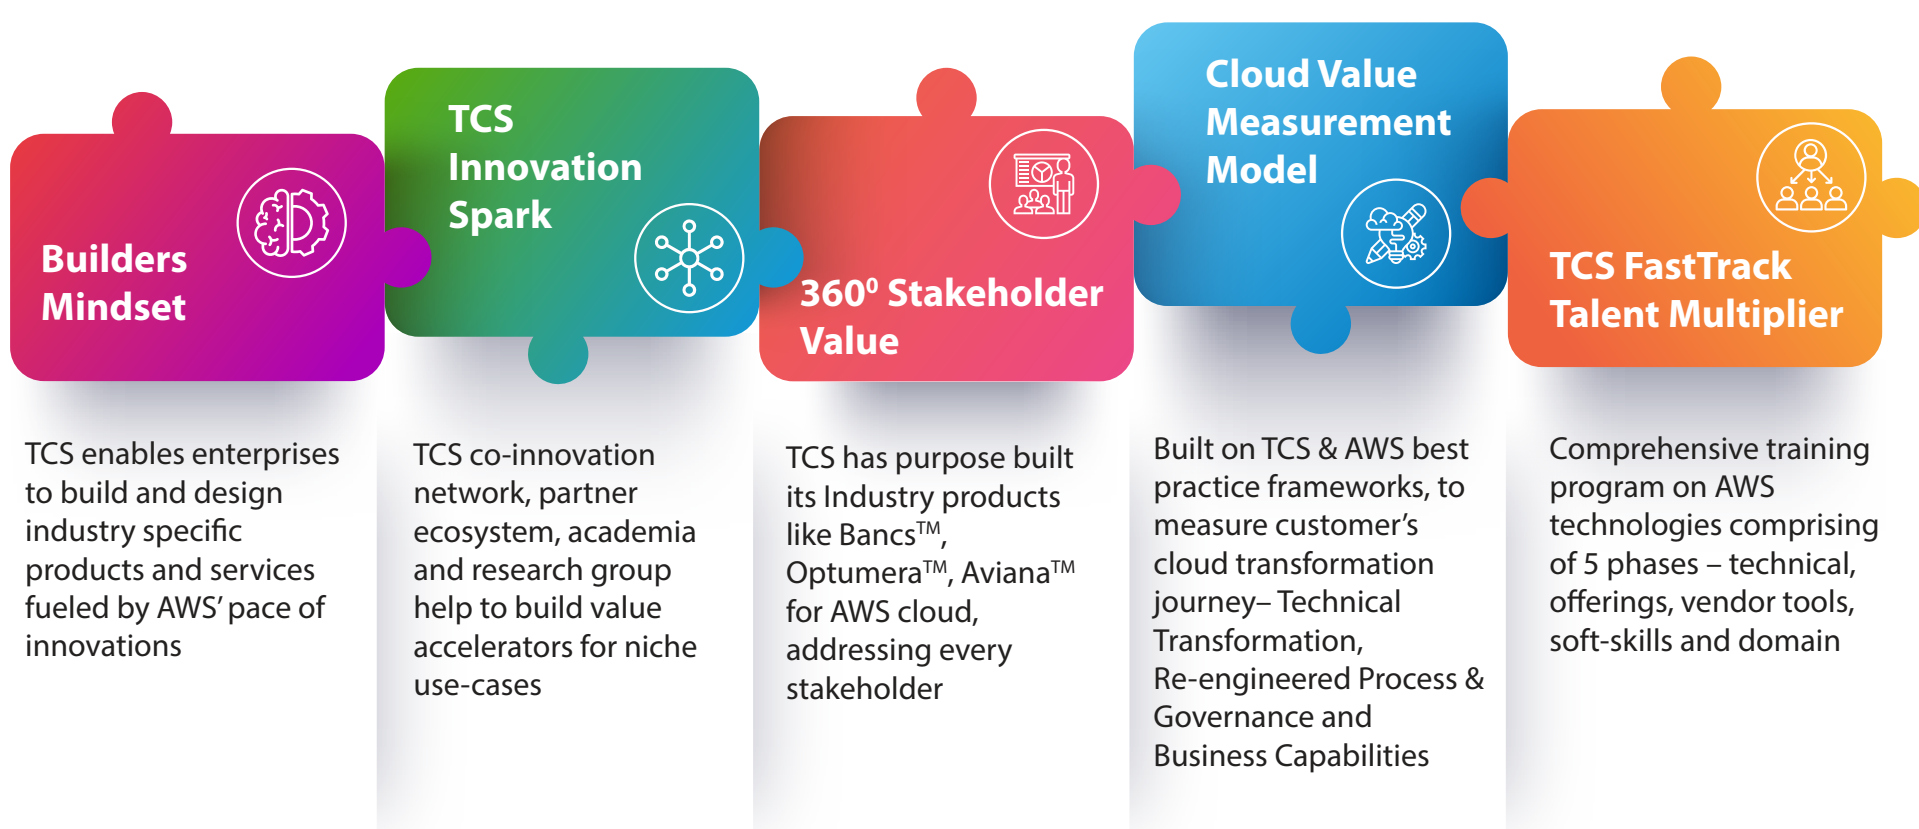 Builders
Mindset
TCS enables enterprises
to build and design
industry specific
products and services
fueled by AWS’ pace of
innovations
TCS
Innovation
Spark
TCS co-innovation
network, partner
ecosystem, academia
and research group
help to build value
accelerators for niche
use-cases
360⁰ Stakeholder
Value
TCS has purpose built
its Industry products
like Bancs™,
Optumera™, Aviana™
for AWS cloud,
addressing every
stakeholder
Cloud Value
Measurement
Model
Built on TCS & AWS best
practice frameworks, to
measure customer’s
cloud transformation
journey– Technical
Transformation,
Re-engineered Process &
Governance and
Business Capabilities
TCS FastTrack
Talent Multiplier
Comprehensive training
program on AWS
technologies comprising
of 5 phases – technical,
offerings, vendor tools,
soft-skills and domain